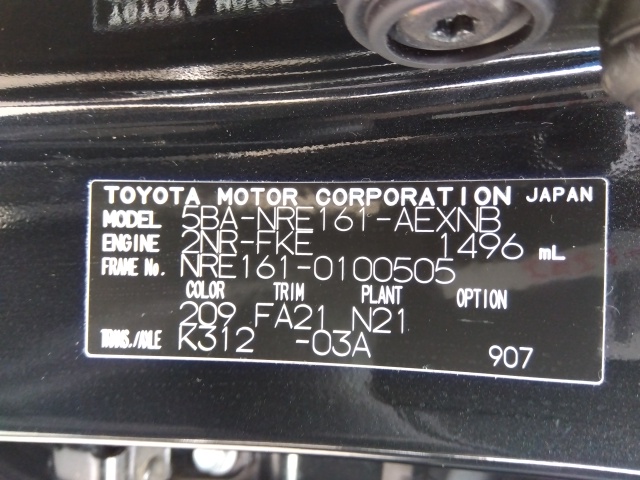 TOYOTA MOTOR CORPORATION JAPAN
MODEL 5BA-NRE161-AEXNB
ENGINE 2NR-FKE 1496 mL
FRAME No. NRE161-0100505
COLOR TRIM PLANT OPTION
209 FA21 N21
TRANS./AXLE K312 -03A 907